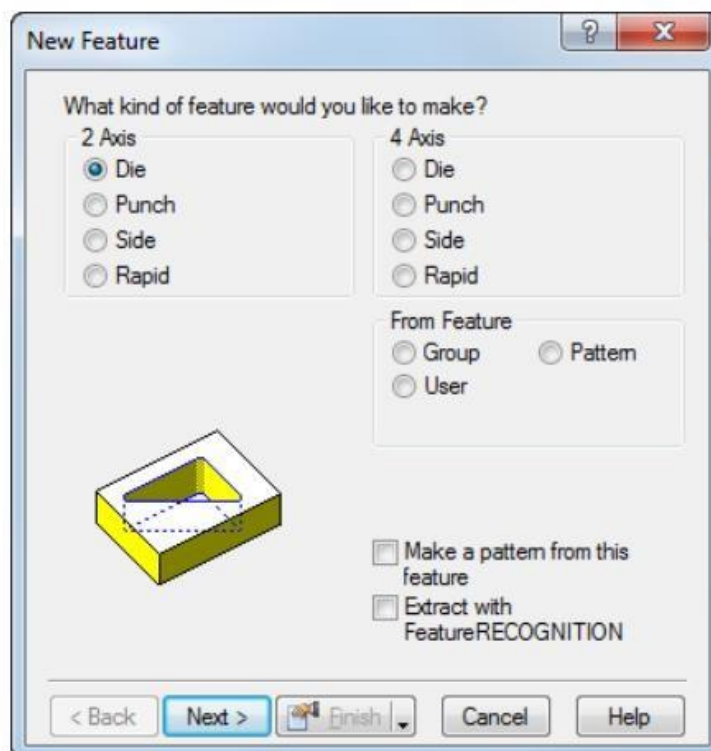 New Feature
What kind of feature would you like to make?
2 Axis
Die
Punch
Side
Rapid
4 Axis
Die
Punch
Side
Rapid
From Feature
Group
Pattern
User
Make a pattern from this
feature
Extract with
FeatureRECOGNITION
< Back
Next >
Finish
Cancel
Help